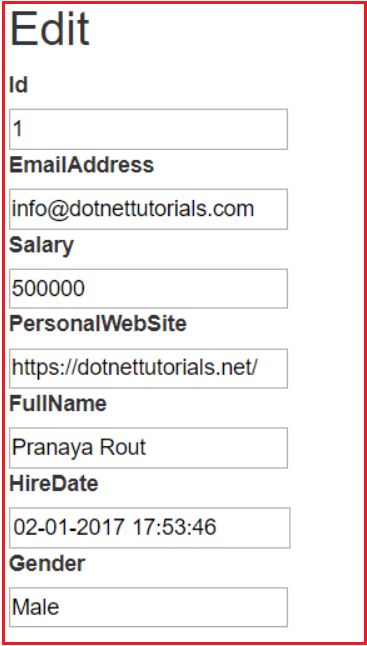 Edit
Id
1
EmailAddress
info@dotnettutorials.com
Salary
500000
PersonalWebSite
https://dotnettutorials.net/
FullName
Pranaya Rout
HireDate
02-01-2017 17:53:46
Gender
Male